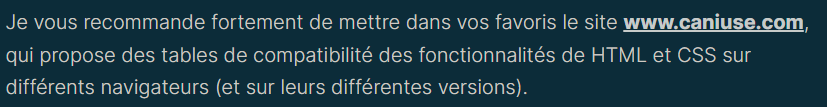 Je vous recommande fortement de mettre dans vos favoris le site www.caniuse.com,
qui propose des tables de compatibilité des fonctionnalités de HTML et CSS sur
différents navigateurs (et sur leurs différentes versions).